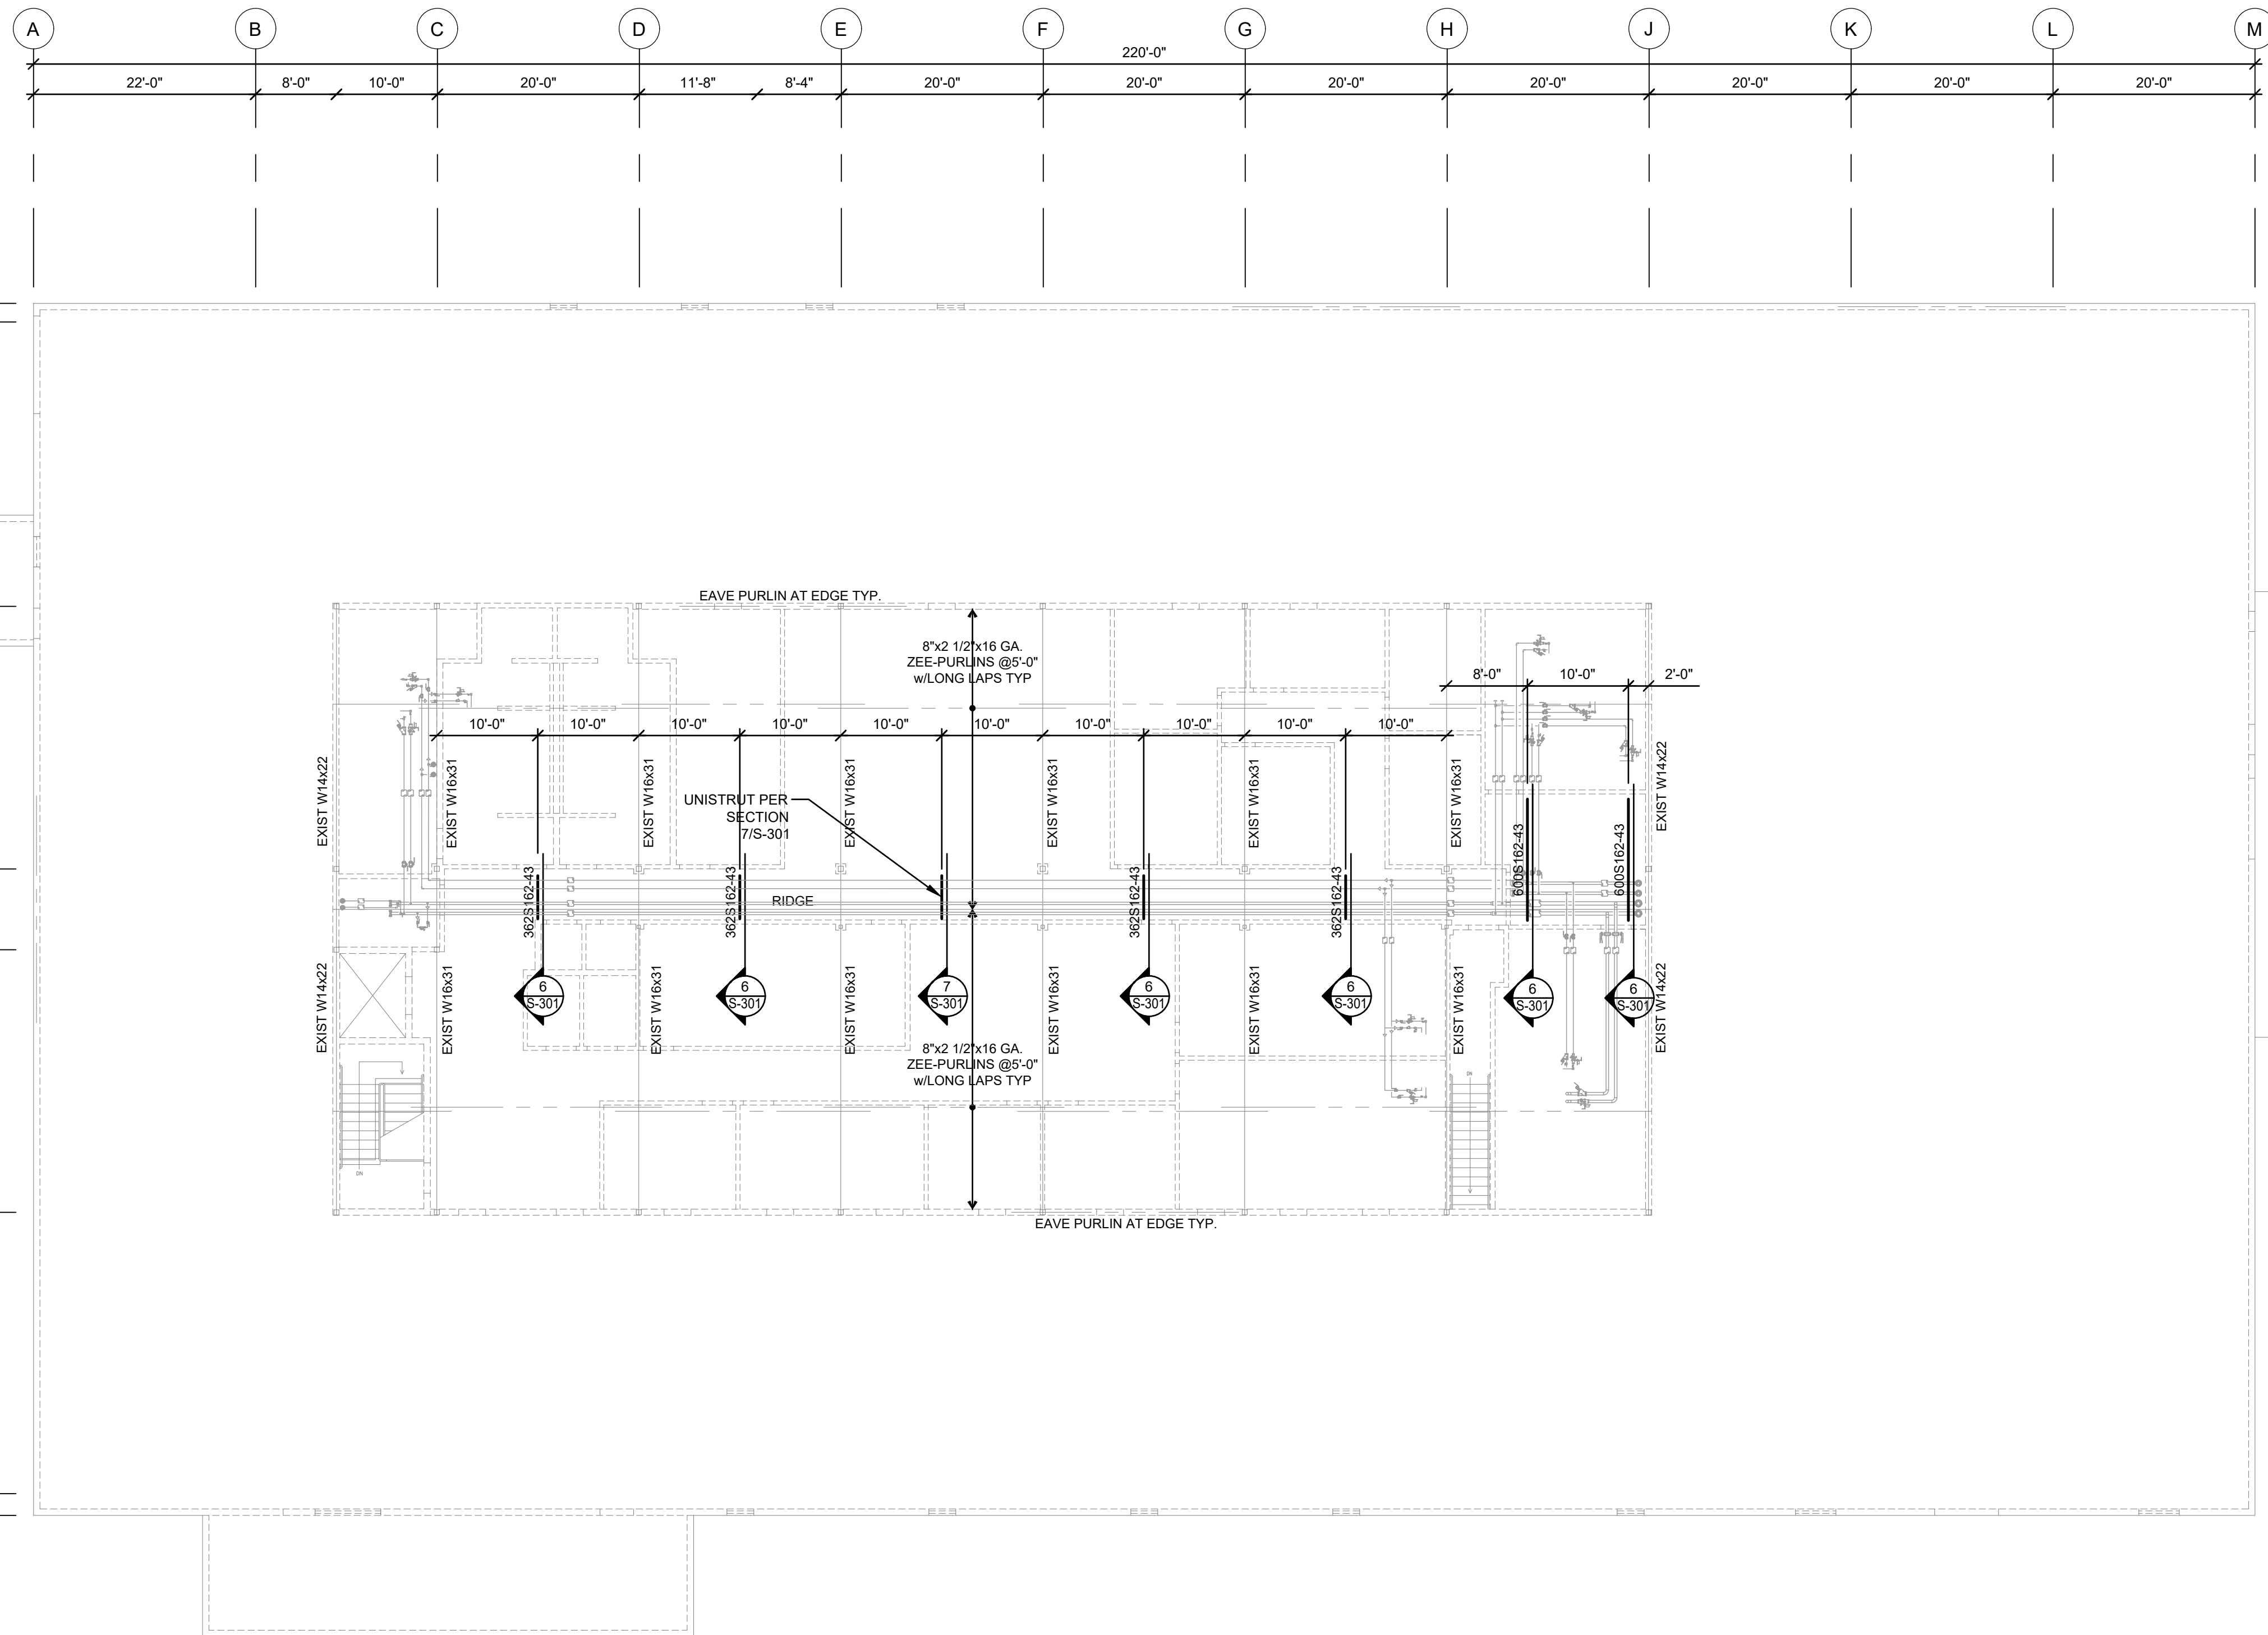 A
B
C
D
E
F
G
H
J
K
L
M
220'-0"
22'-0"
8'-0"
10'-0"
20'-0"
11'-8"
8'-4"
20'-0"
20'-0"
20'-0"
20'-0"
20'-0"
20'-0"
20'-0"
EAVE PURLIN AT EDGE TYP.
8"x2 1/2"x16 GA.
ZEE-PURLINS @5'-0"
w/LONG LAPS TYP
8'-0"
10'-0"
2'-0"
10'-0"
10'-0"
10'-0"
10'-0"
10'-0"
10'-0"
10'-0"
10'-0"
10'-0"
10'-0"
EXIST W14x22
EXIST W16x31
EXIST W16x31
EXIST W16x31
EXIST W16x31
EXIST W16x31
EXIST W16x31
EXIST W14x22
UNISTRUT PER
SECTION
7/S-301
362S162-43
362S162-43
362S162-43
362S162-43
600S162-43
600S162-43
RIDGE
EXIST W14x22
EXIST W16x31
EXIST W16x31
EXIST W16x31
EXIST W16x31
EXIST W16x31
EXIST W16x31
EXIST W14x22
6
S-301
6
S-301
7
S-301
6
S-301
6
S-301
6
S-301
6
S-301
8"x2 1/2"x16 GA.
ZEE-PURLINS @5'-0"
w/LONG LAPS TYP
DN
DN
EAVE PURLIN AT EDGE TYP.